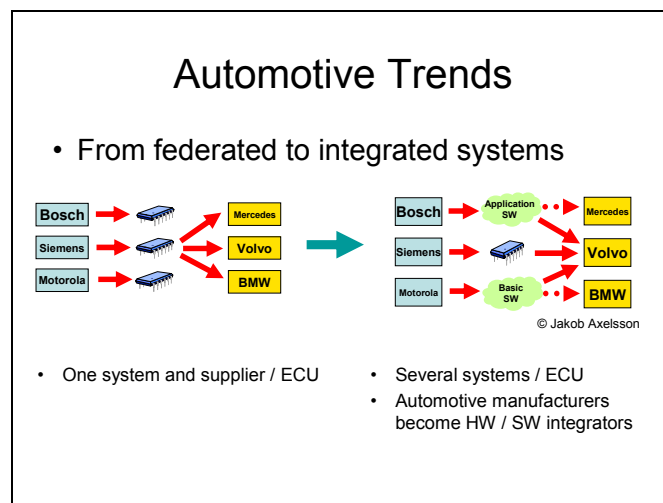 Automotive Trends
• From federated to integrated systems
Bosch
Siemens
Motorola
Mercedes
Volvo
BMW
Bosch
Siemens
Motorola
Application
SW
Basic
SW
Mercedes
Volvo
BMW
© Jakob Axelsson
• One system and supplier / ECU
• Several systems / ECU
• Automotive manufacturers
become HW / SW integrators